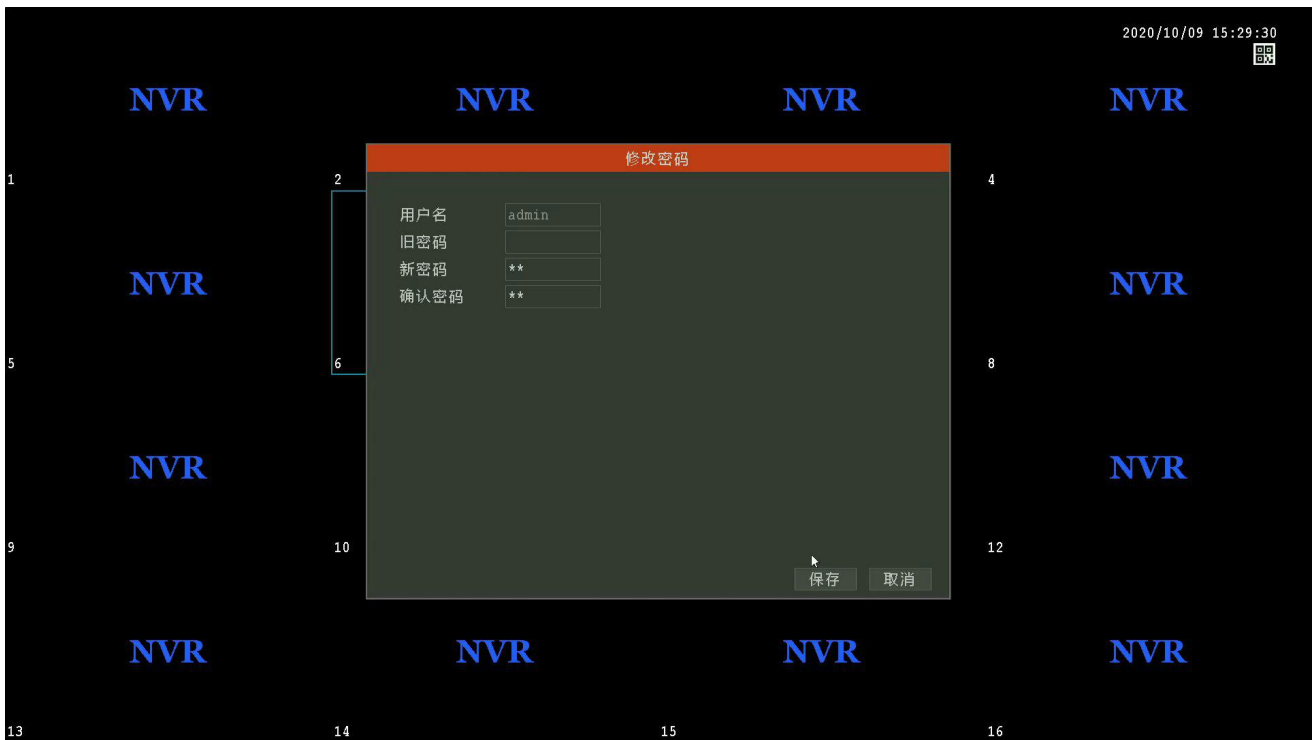 2020/10/09 15:29:30
NVR NVR NVR NVR
修改密码
1 2 4
用户名 admin
旧密码
新密码 **
确认密码 **
NVR NVR
5 6 8
NVR NVR
9 10 12
保存 取消
NVR NVR NVR NVR
13 14 15 16